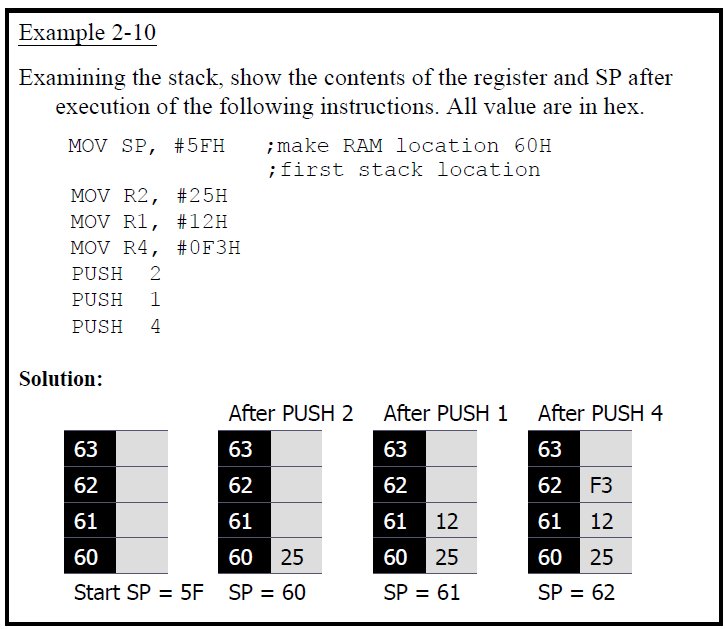 Example 2-10
Examining the stack, show the contents of the register and SP after
execution of the following instructions. All value are in hex.
MOV SP, #5FH ;make RAM location 60H
;first stack location
MOV R2, #25H
MOV R1, #12H
MOV R4, #0F3H
PUSH 2
PUSH 1
PUSH 4
Solution:
After PUSH 2 After PUSH 1 After PUSH 4
63 63 63 63
62 62 62 62 F3
61 61 61 12 61 12
60 60 25 60 25 60 25
Start SP = 5F SP = 60 SP = 61 SP = 62